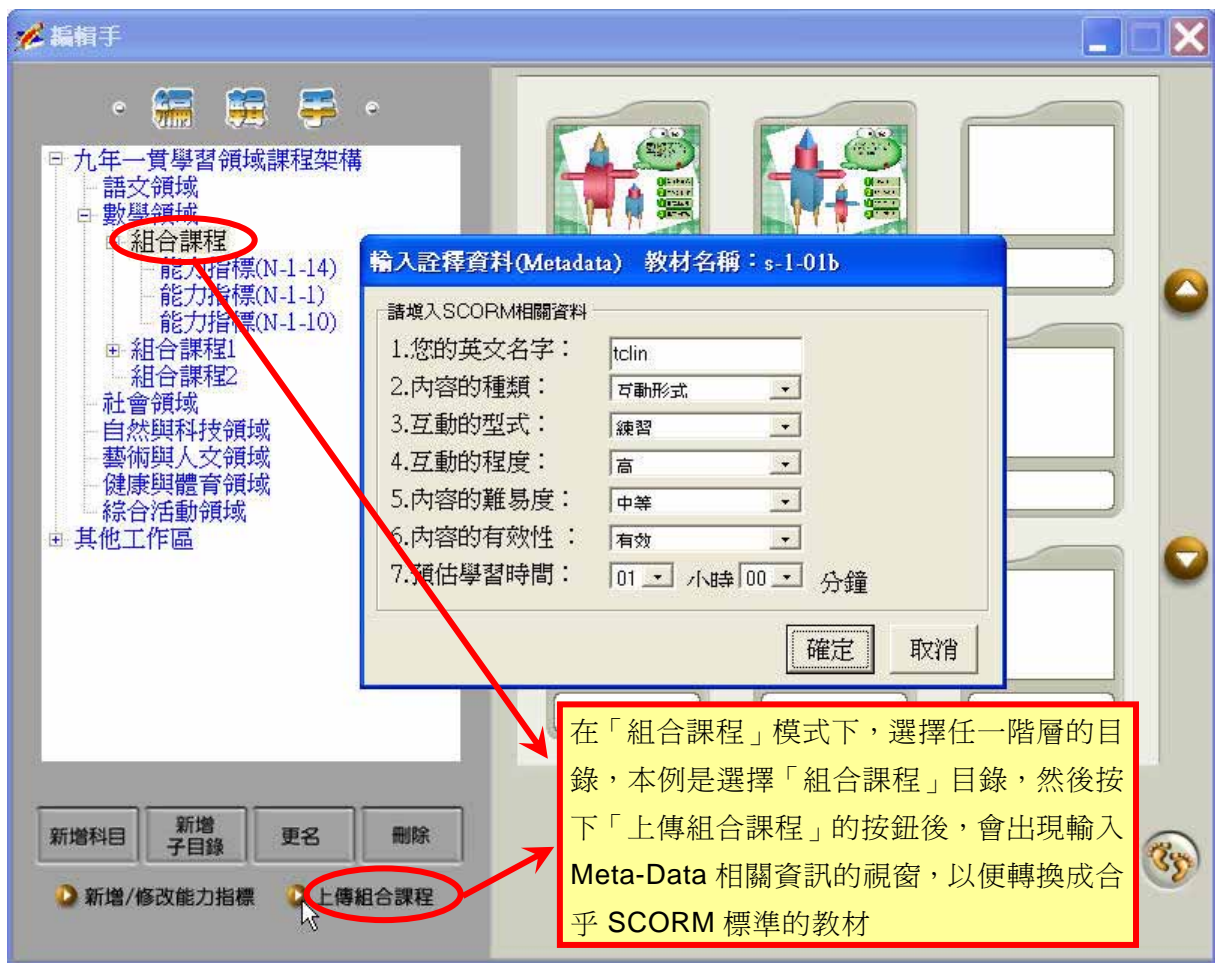 編輯手
編輯手
九年一貫學習領域課程架構
語文領域
數學領域
組合課程
能力指標(N-1-14)
能力指標(N-1-1)
能力指標(N-1-10)
組合課程1
組合課程2
社會領域
自然與科技領域
藝術與人文領域
健康與體育領域
綜合活動領域
其他工作區
新增科目
新增
子目錄
更名
刪除
新增/修改能力指標
上傳組合課程
輸入詮釋資料(Metadata) 教材名稱：s-1-01b
請填入SCORM相關資料
1.您的英文名字： tclin
2.內容的種類： 互動形式
3.互動的型式： 練習
4.互動的程度： 高
5.內容的難易度： 中等
6.內容的有效性： 有效
7.預估學習時間： 01 小時 00 分鐘
確定 取消
在「組合課程」模式下，選擇任一階層的目
錄，本例是選擇「組合課程」目錄，然後按
下「上傳組合課程」的按鈕後，會出現輸入
Meta-Data 相關資訊的視窗，以便轉換成合
乎 SCORM 標準的教材